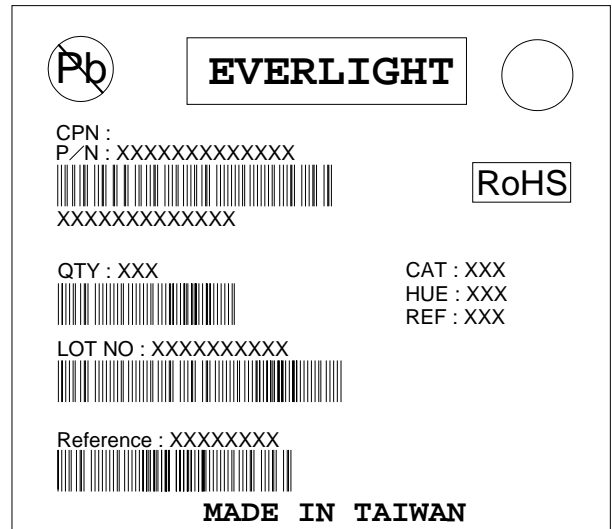 Pb
EVERLIGHT
CPN :
P/N : XXXXXXXXXXXXX
RoHS
XXXXXXXXXXXXX
QTY : XXX
CAT : XXX
HUE : XXX
REF : XXX
LOT NO : XXXXXXXXXX
Reference : XXXXXXXX
MADE IN TAIWAN